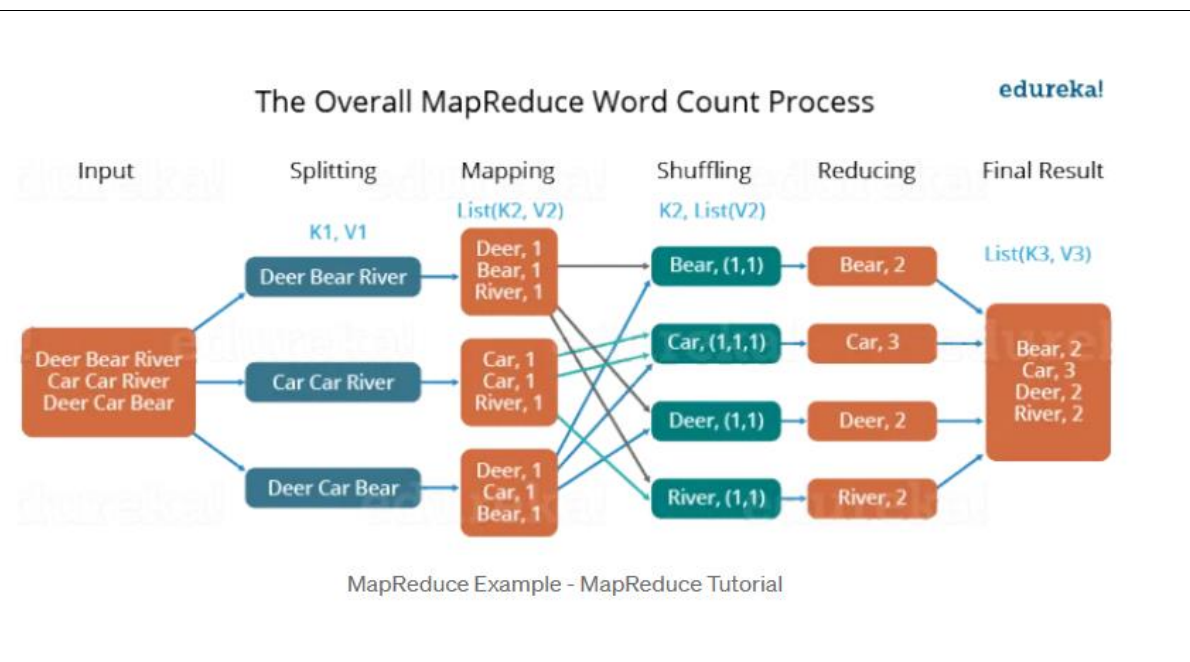 edureka!
The Overall MapReduce Word Count Process
Input
Splitting
Mapping
Shuffling
Reducing
Final Result
K1, V1
List(K2, V2)
K2, List(V2)
List(K3, V3)
Deer Bear River
Car Car River
Deer Car Bear
Deer Bear River
Car Car River
Deer Car Bear
Deer, 1
Bear, 1
River, 1
Car, 1
Car, 1
River, 1
Deer, 1
Car, 1
Bear, 1
Bear, (1,1)
Car, (1,1,1)
Deer, (1,1)
River, (1,1)
Bear, 2
Car, 3
Deer, 2
River, 2
Bear, 2
Car, 3
Deer, 2
River, 2
MapReduce Example - MapReduce Tutorial